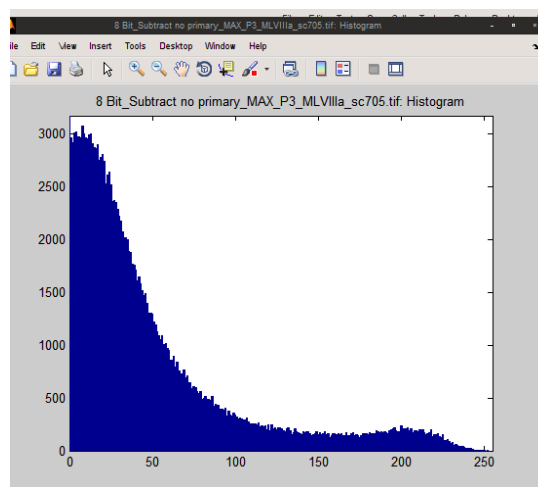 8 Bit_Subtract no primary_MAX_P3_MLVIIIa_sc705.tif: Histogram
ile Edit View Insert Tools Desktop Window Help
8 Bit_Subtract no primary_MAX_P3_MLVIIIa_sc705.tif: Histogram
3000
2500
2000
1500
1000
500
0
0 50 100 150 200 250